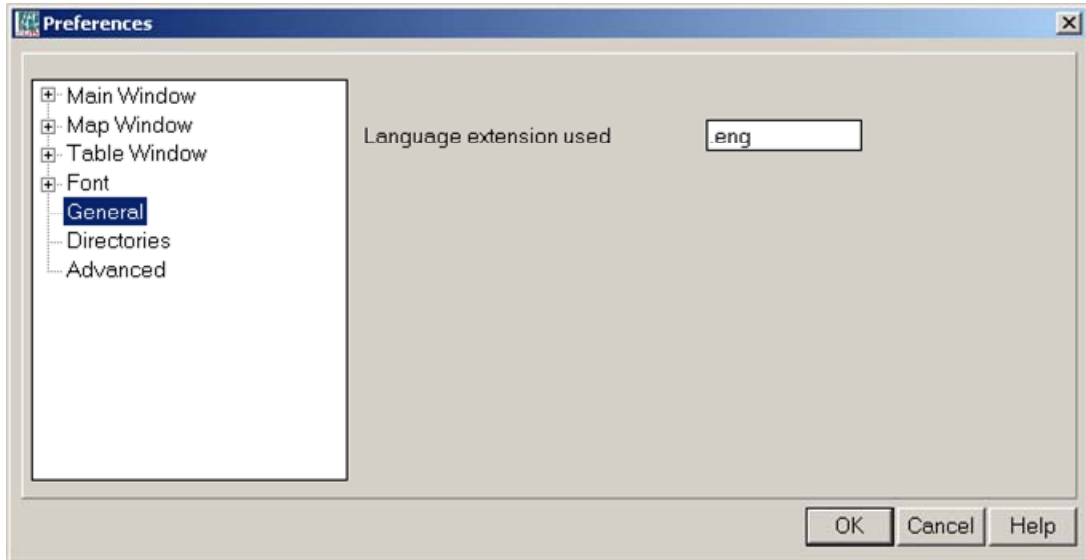 Preferences
Main Window
Map Window
Table Window
Font
General
Directories
Advanced
Language extension used
.eng
OK
Cancel
Help